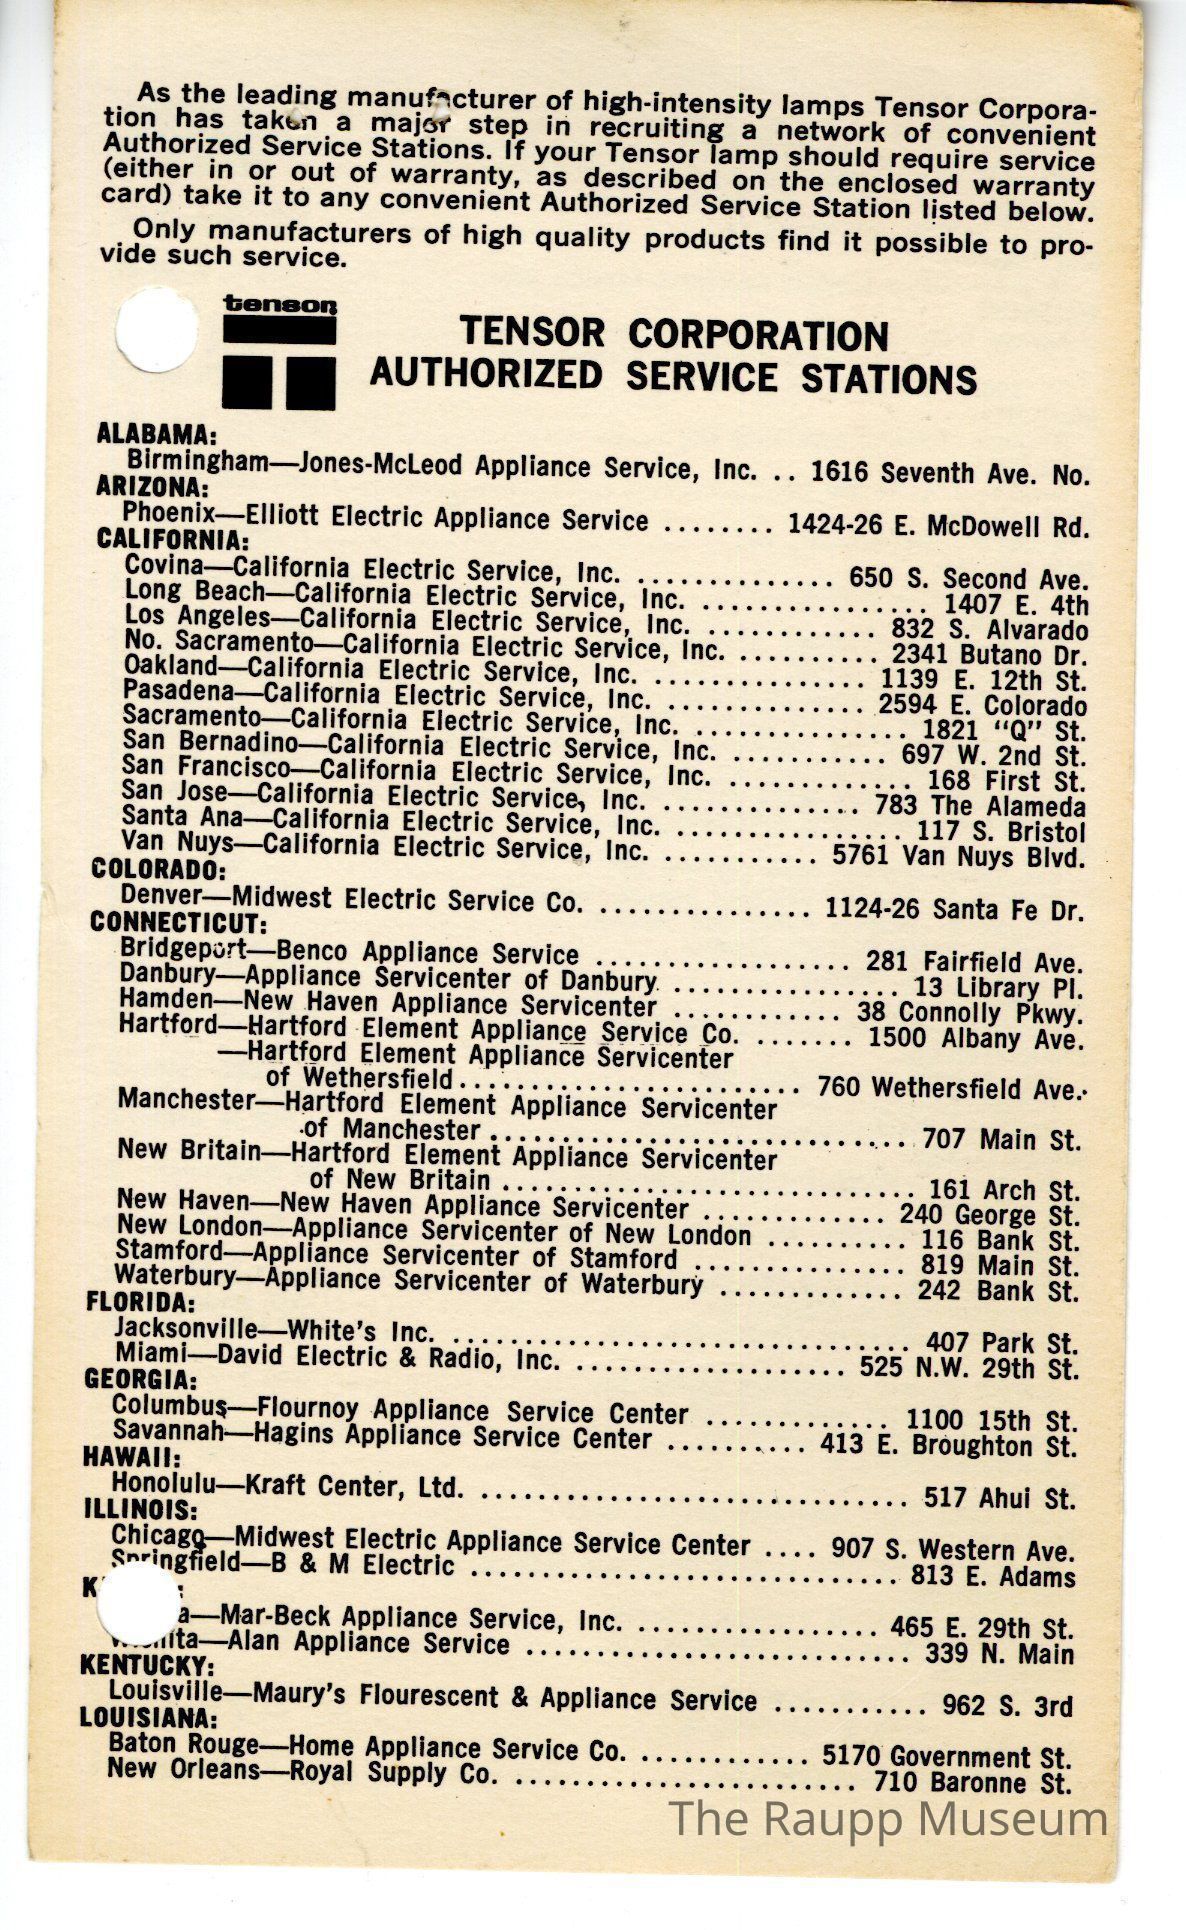 As the leading manufacturer of high-intensity lamps Tensor Corpora-
tion has taken a major step in recruiting a network of convenient
Authorized Service Stations. If your Tensor lamp should require service
(either in or out of warranty, as described on the enclosed warranty
card) take it to any convenient Authorized Service Station listed below.
Only manufacturers of high quality products find it possible to pro-
vide such service.
tensor
TENSOR CORPORATION
AUTHORIZED SERVICE STATIONS
ALABAMA:
Birmingham—Jones-McLeod Appliance Service, Inc. .. 1616 Seventh Ave. No.
ARIZONA:
Phoenix—Elliott Electric Appliance Service ........ 1424-26 E. McDowell Rd.
CALIFORNIA:
Covina—California Electric Service, Inc. .............. 650 S. Second Ave.
Long Beach—California Electric Service, Inc. ................ 1407 E. 4th
Los Angeles—California Electric Service, Inc. ............ 832 S. Alvarado
No. Sacramento—California Electric Service, Inc. .......... 2341 Butano Dr.
Oakland—California Electric Service, Inc. ............... 1139 E. 12th St.
Pasadena—California Electric Service, Inc. .............. 2594 E. Colorado
Sacramento—California Electric Service, Inc. ............... 1821 “Q” St.
San Bernadino—California Electric Service, Inc. ........... 697 W. 2nd St.
San Francisco—California Electric Service, Inc. ............. 168 First St.
San Jose—California Electric Service, Inc. .............. 783 The Alameda
Santa Ana—California Electric Service, Inc. ................ 117 S. Bristol
Van Nuys—California Electric Service, Inc. ........... 5761 Van Nuys Blvd.
COLORADO:
Denver—Midwest Electric Service Co. ............... 1124-26 Santa Fe Dr.
CONNECTICUT:
Bridgeport—Benco Appliance Service .................. 281 Fairfield Ave.
Danbury—Appliance Servicenter of Danbury ................ 13 Library Pl.
Hamden—New Haven Appliance Servicenter ............ 38 Connolly Pkwy.
Hartford—Hartford Element Appliance Service Co. ....... 1500 Albany Ave.
—Hartford Element Appliance Servicenter
of Wethersfield........................ 760 Wethersfield Ave.
Manchester—Hartford Element Appliance Servicenter
of Manchester .............................. 707 Main St.
New Britain—Hartford Element Appliance Servicenter
of New Britain ............................. 161 Arch St.
New Haven—New Haven Appliance Servicenter ............. 240 George St.
New London—Appliance Servicenter of New London .......... 116 Bank St.
Stamford—Appliance Servicenter of Stamford ............... 819 Main St.
Waterbury—Appliance Servicenter of Waterbury ............. 242 Bank St.
FLORIDA:
Jacksonville—White's Inc. ................................ 407 Park St.
Miami—David Electric & Radio, Inc. ................... 525 N.W. 29th St.
GEORGIA:
Columbus—Flournoy Appliance Service Center ............. 1100 15th St.
Savannah—Hagins Appliance Service Center .......... 413 E. Broughton St.
HAWAII:
Honolulu—Kraft Center, Ltd. .............................. 517 Ahui St.
ILLINOIS:
Chicago—Midwest Electric Appliance Service Center .... 907 S. Western Ave.
Springfield—B & M Electric .............................. 813 E. Adams
Mar-Beck Appliance Service, Inc. ................. 465 E. 29th St.
Alan Appliance Service ........................... 339 N. Main
KENTUCKY:
Louisville—Maury's Flourescent & Appliance Service ........... 962 S. 3rd
LOUISIANA:
Baton Rouge—Home Appliance Service Co. ............ 5170 Government St.
New Orleans—Royal Supply Co. ........................ 710 Baronne St.
The Raupp Museum